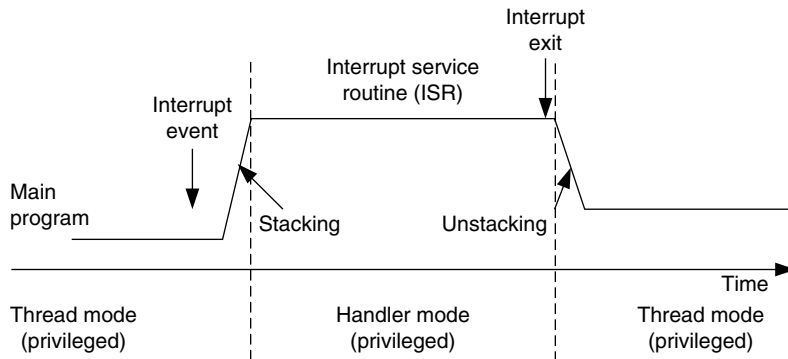 Interrupt
exit
Interrupt service
routine (ISR)
Interrupt
event
Main
program
Stacking
Unstacking
Time
Thread mode
(privileged)
Handler mode
(privileged)
Thread mode
(privileged)